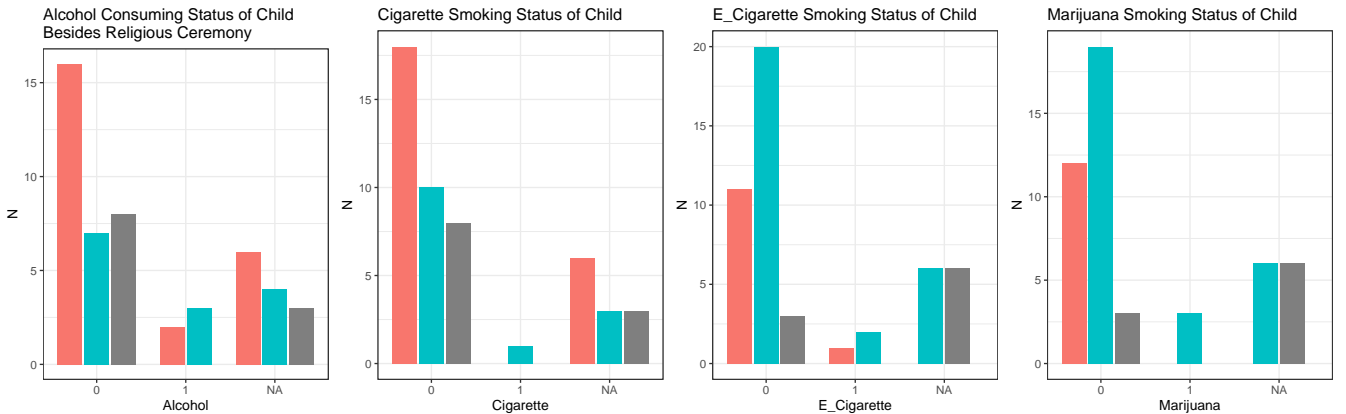 Alcohol Consuming Status of Child
Besides Religious Ceremony
N
15
10
5
0
0 1 NA
Alcohol
Cigarette Smoking Status of Child
N
15
10
5
0
0 1 NA
Cigarette
E_Cigarette Smoking Status of Child
N
20
15
10
5
0
0 1 NA
E_Cigarette
Marijuana Smoking Status of Child
N
15
10
5
0
0 1 NA
Marijuana